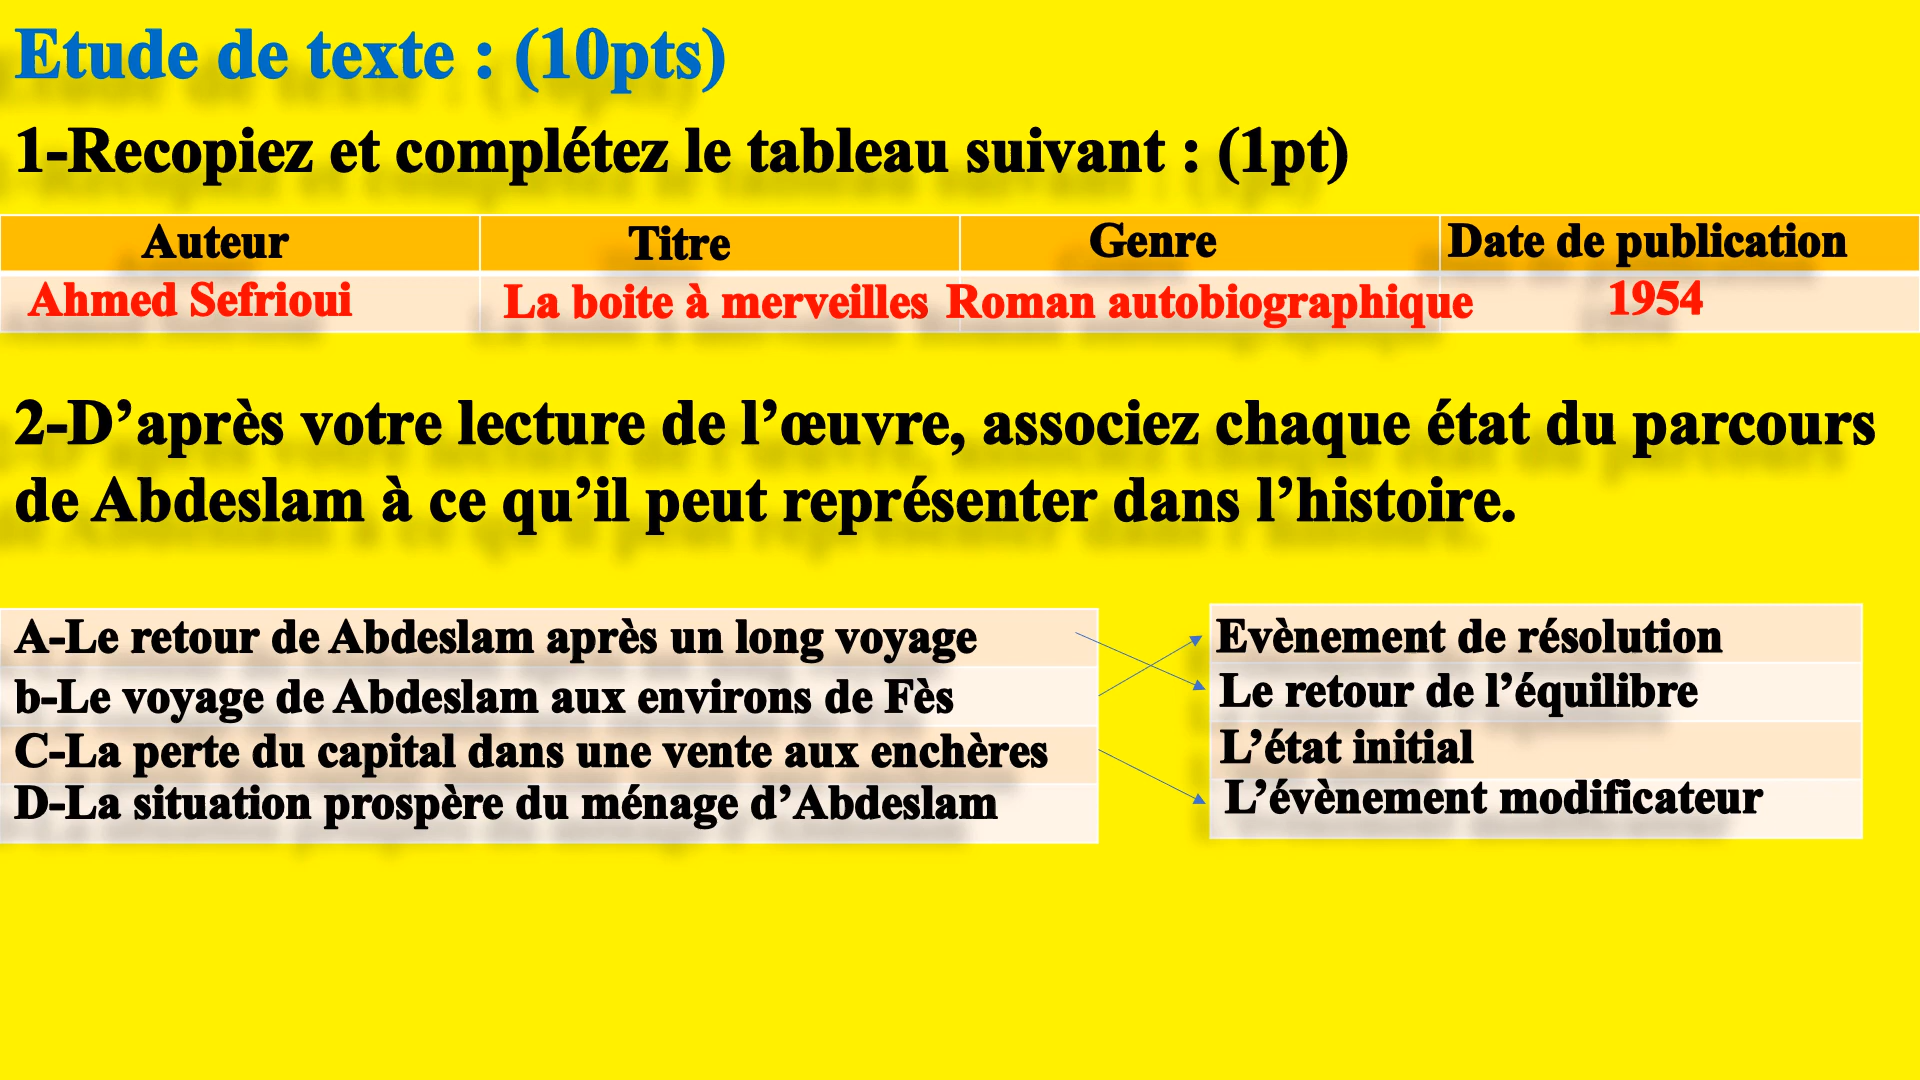 Etude de texte : (10pts)
1-Recopiez et complétez le tableau suivant : (1pt)
Auteur Titre Genre Date de publication
Ahmed Sefrioui La boite à merveilles Roman autobiographique 1954
2-D’après votre lecture de l’œuvre, associez chaque état du parcours
de Abdeslam à ce qu’il peut représenter dans l’histoire.
A-Le retour de Abdeslam après un long voyage
b-Le voyage de Abdeslam aux environs de Fès
C-La perte du capital dans une vente aux enchères
D-La situation prospère du ménage d’Abdeslam
Evènement de résolution
Le retour de l’équilibre
L’état initial
L’évènement modificateur